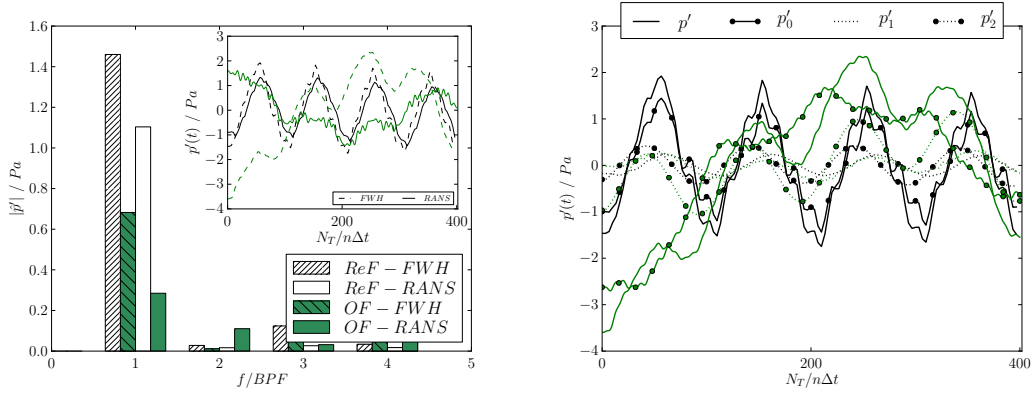 1.6
1.4
1.2
1.0
0.8
0.6
0.4
0.2
0.0
|p̂′| / Pa
0 1 2 3 4 5
f/BPF
4
3
2
1
0
−1
−2
−3
−4
p′(t) / Pa
0 200 400
N_T/nΔt
FWH RANS
ReF − FWH
ReF − RANS
OF − FWH
OF − RANS
p′ p′_0 p′_1 p′_2
3
2
1
0
−1
−2
−3
−4
p′(t) / Pa
0 200 400
N_T/nΔt